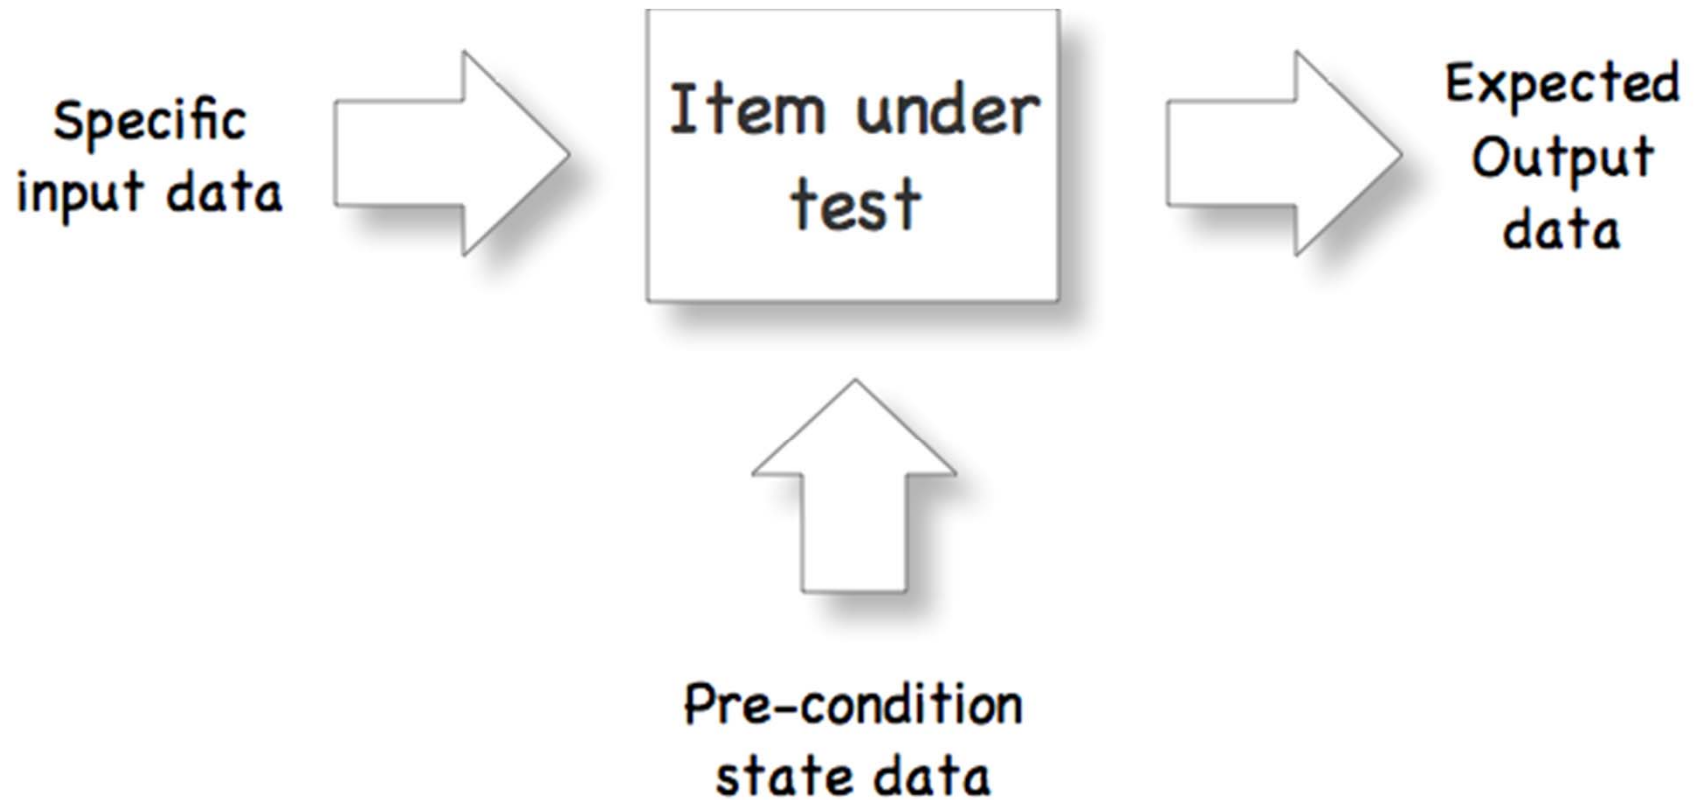 Specific
input data
Item under
test
Expected
Output
data
Pre-condition
state data